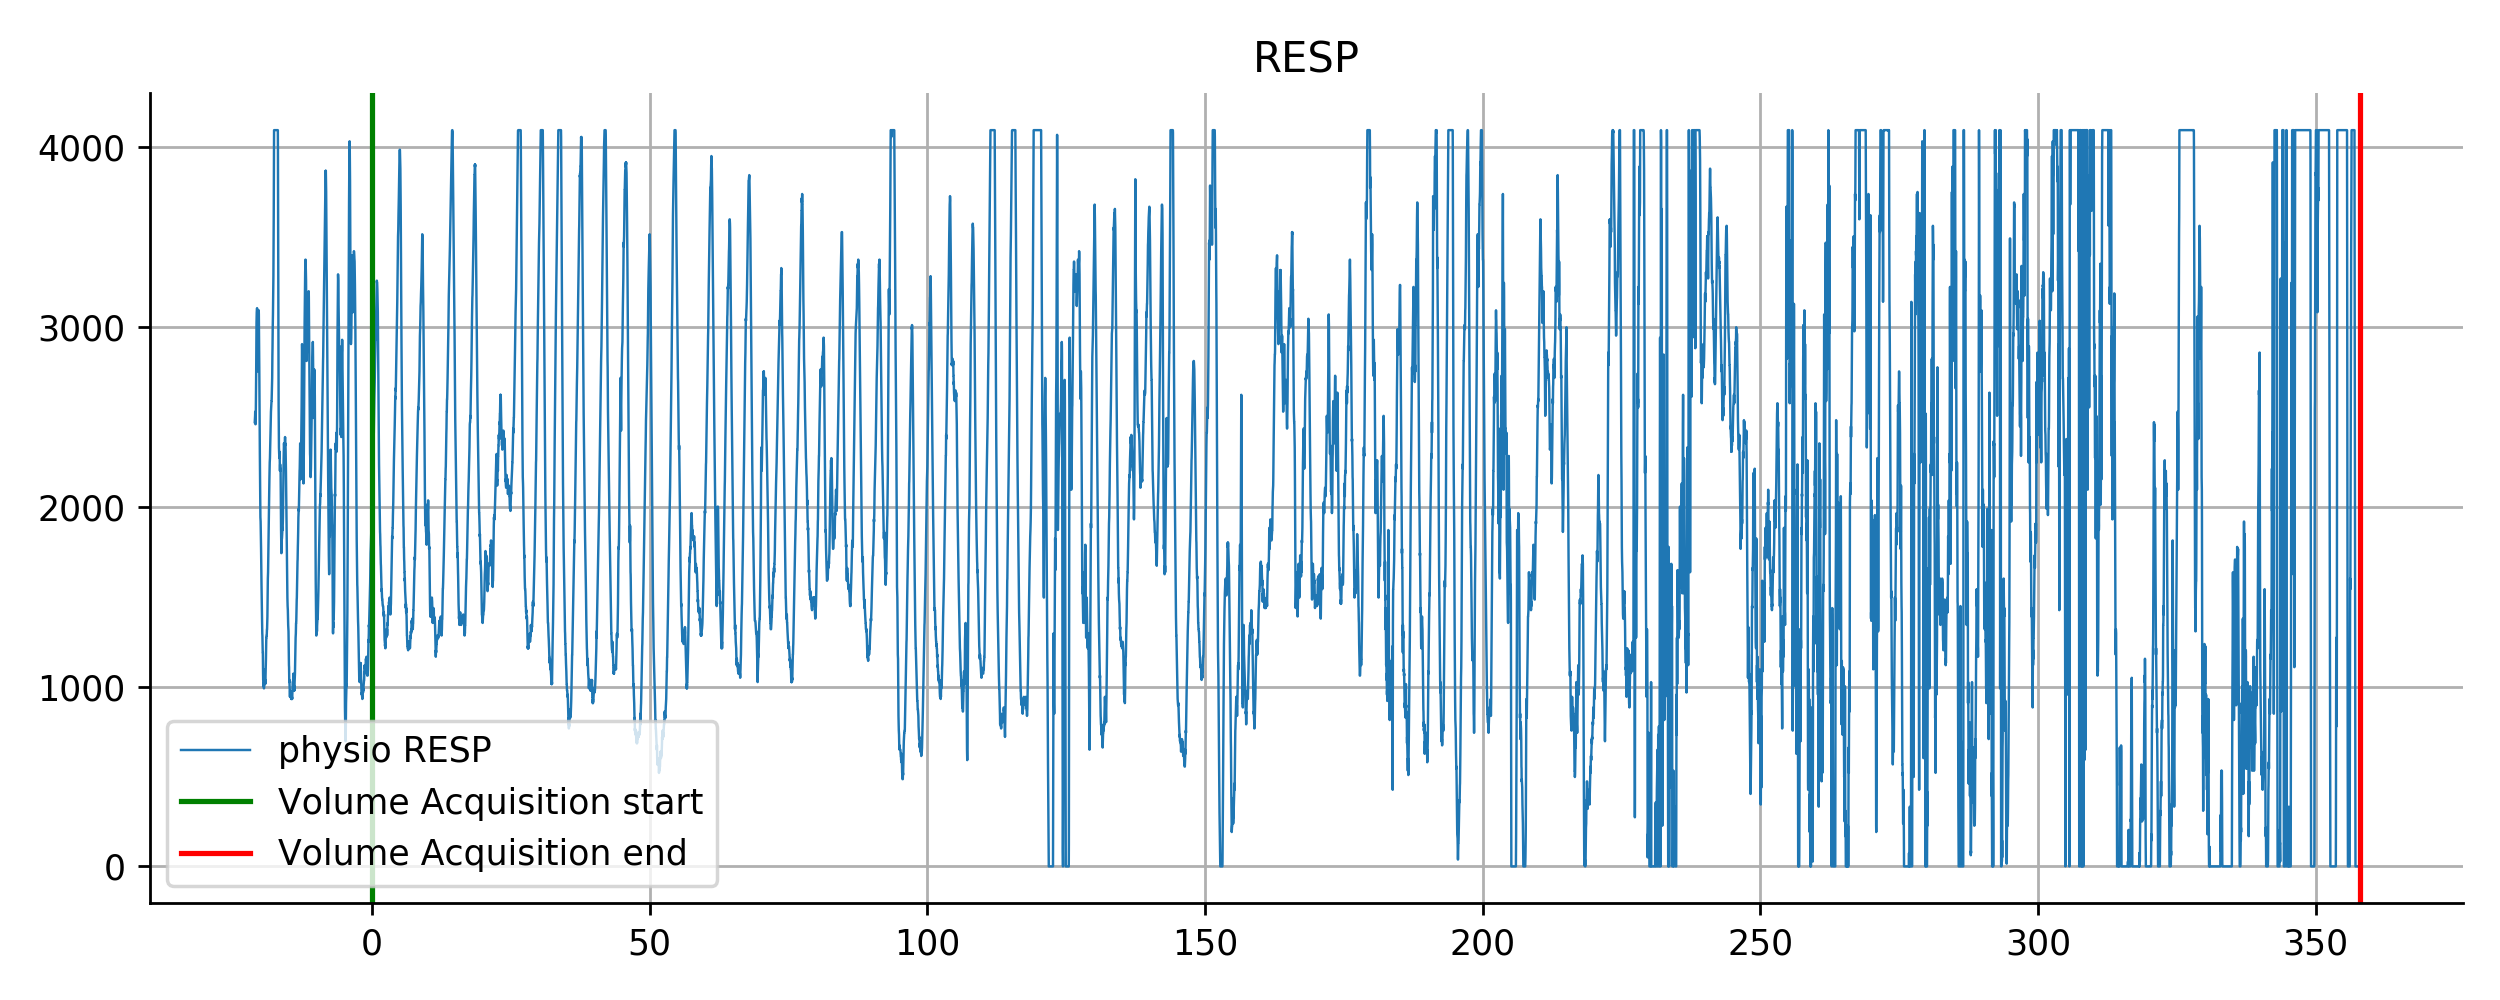 RESP
4000
3000
2000
1000
0
physio RESP
Volume Acquisition start
Volume Acquisition end
0 50 100 150 200 250 300 350